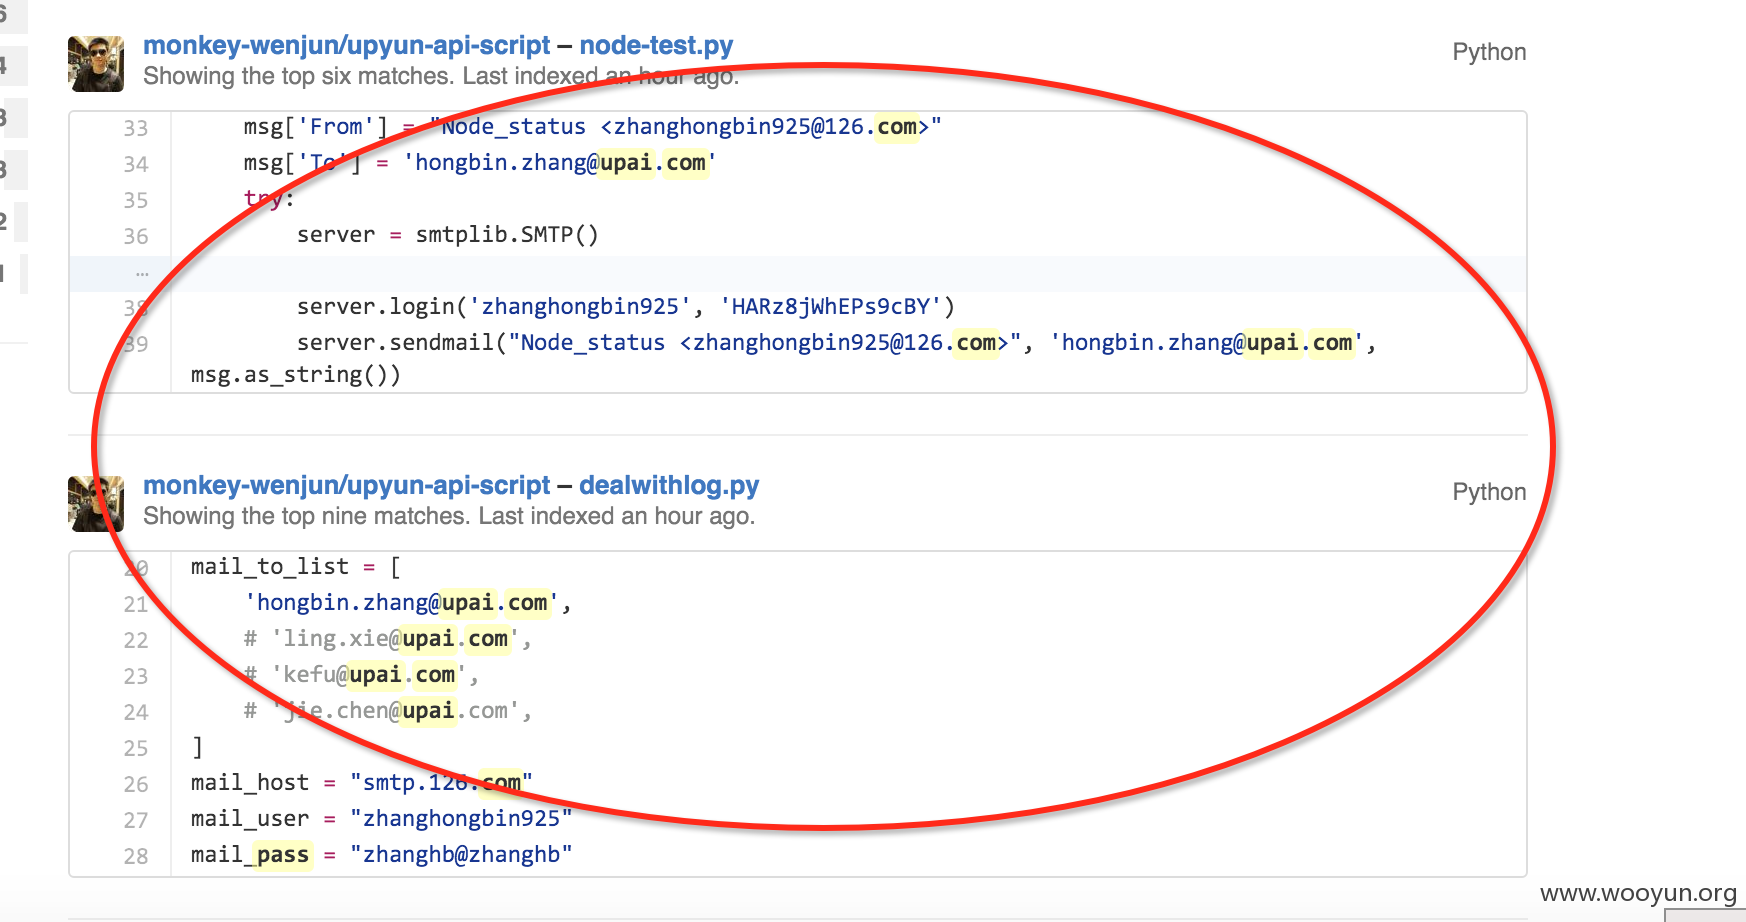 monkey-wenjun/upyun-api-script – node-test.py
Python
Showing the top six matches. Last indexed an hour ago.
33 msg['From'] = "Node_status <zhanghongbin925@126.com>"
34 msg['To'] = 'hongbin.zhang@upai.com'
35 try:
36 server = smtplib.SMTP()
...
38 server.login('zhanghongbin925', 'HARz8jWhEPs9cBY')
39 server.sendmail("Node_status <zhanghongbin925@126.com>", 'hongbin.zhang@upai.com',
msg.as_string())
monkey-wenjun/upyun-api-script – dealwithlog.py
Python
Showing the top nine matches. Last indexed an hour ago.
20 mail_to_list = [
21 'hongbin.zhang@upai.com',
22 # 'ling.xie@upai.com',
23 # 'kefu@upai.com',
24 # 'jie.chen@upai.com',
25 ]
26 mail_host = "smtp.126.com"
27 mail_user = "zhanghongbin925"
28 mail_pass = "zhanghb@zhanghb"
www.wooyun.org